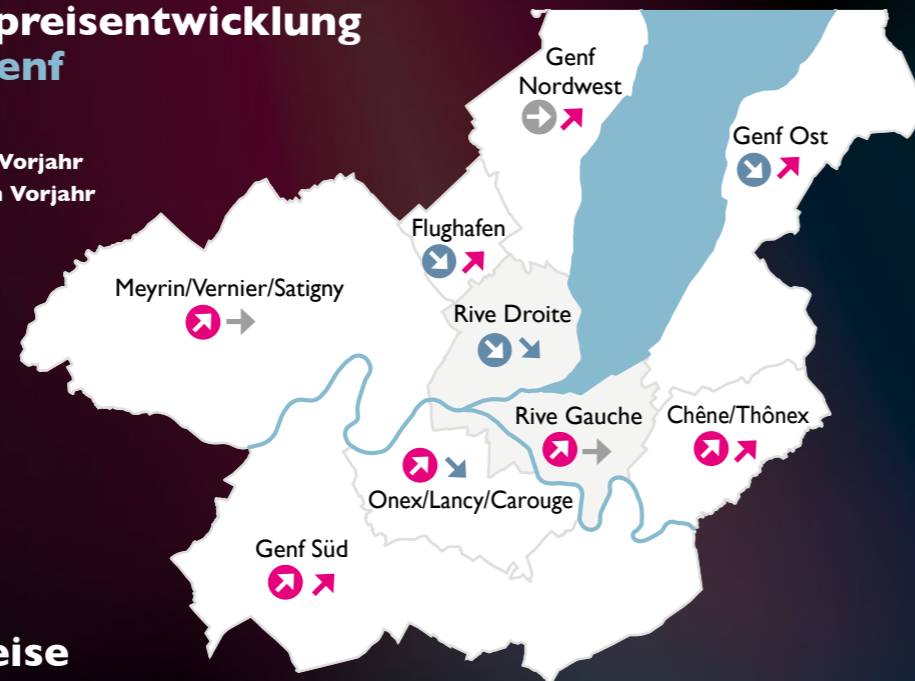 preisentwicklung
enf
Vorjahr
Vorjahr
Genf
Nordwest
Genf Ost
Flughafen
Meyrin/Vernier/Satigny
Rive Droite
Rive Gauche
Chêne/Thônex
Onex/Lancy/Carouge
Genf Süd
eise